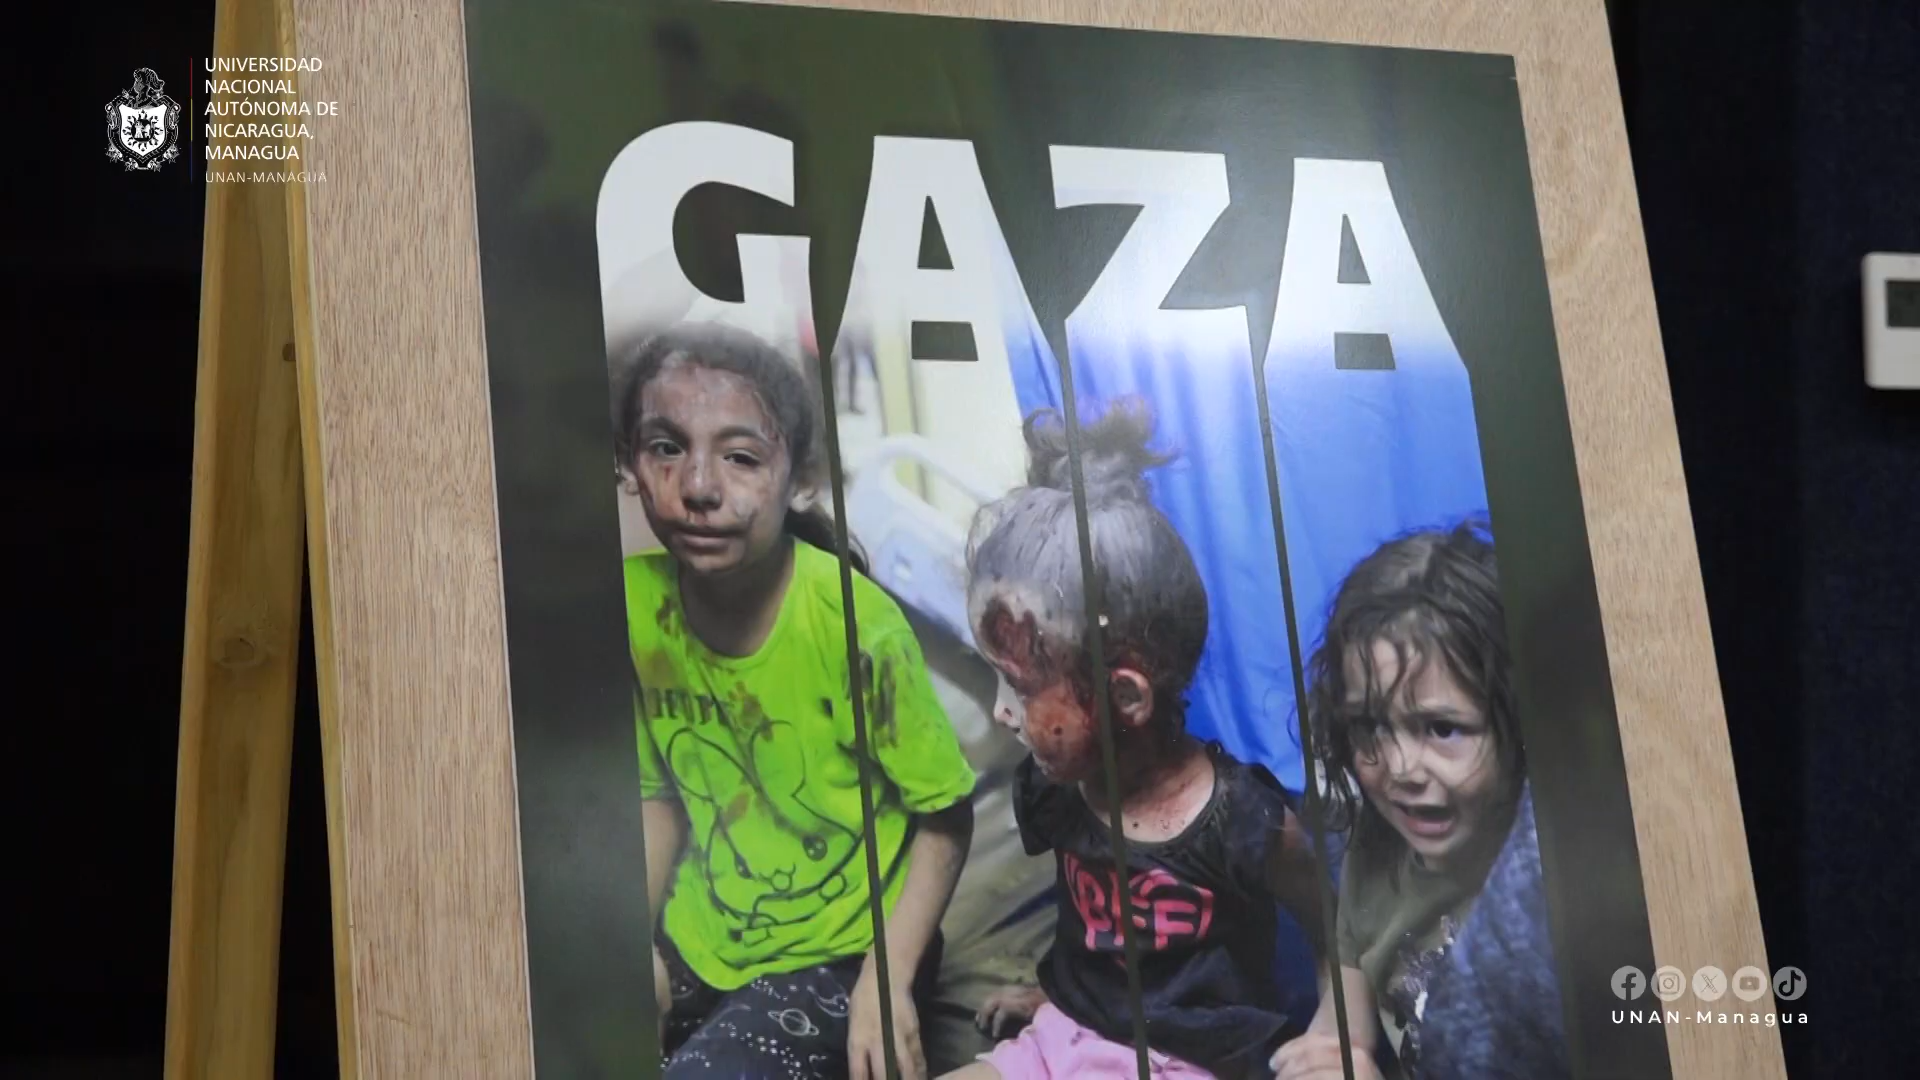 UNIVERSIDAD
NACIONAL
AUTÓNOMA DE
NICARAGUA,
MANAGUA
UNAN-MANAGUA
GAZA
BFF
UNAN-Managua